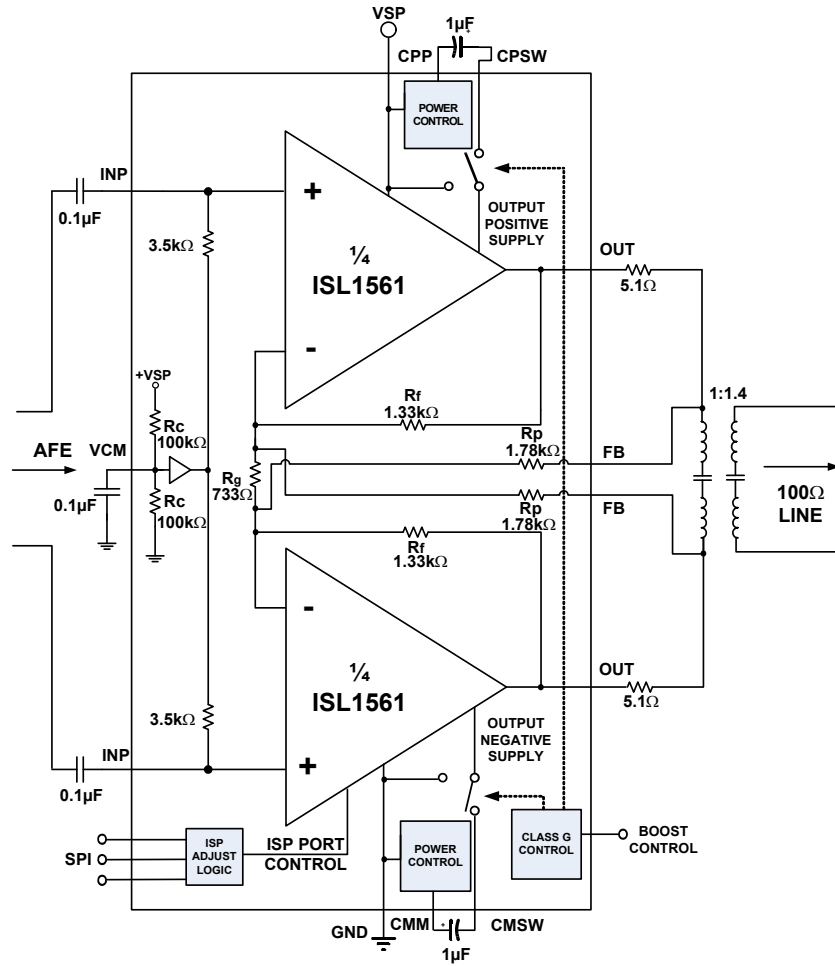 VSP
1µF
+
CPP
CPSW
POWER
CONTROL
INP
0.1µF
+
3.5kΩ
¼
ISL1561
-
OUTPUT
POSITIVE
SUPPLY
OUT
5.1Ω
+VSP
Rc
100kΩ
AFE
VCM
0.1µF
Rc
100kΩ
Rf
1.33kΩ
Rg
733Ω
Rp
1.78kΩ
FB
Rp
1.78kΩ
FB
Rf
1.33kΩ
1:1.4
100Ω
LINE
-
¼
ISL1561
+
3.5kΩ
INP
0.1µF
OUT
5.1Ω
OUTPUT
NEGATIVE
SUPPLY
SPI
ISP
ADJUST
LOGIC
ISP PORT
CONTROL
POWER
CONTROL
CLASS G
CONTROL
BOOST
CONTROL
GND
CMM
+
CMSW
1µF